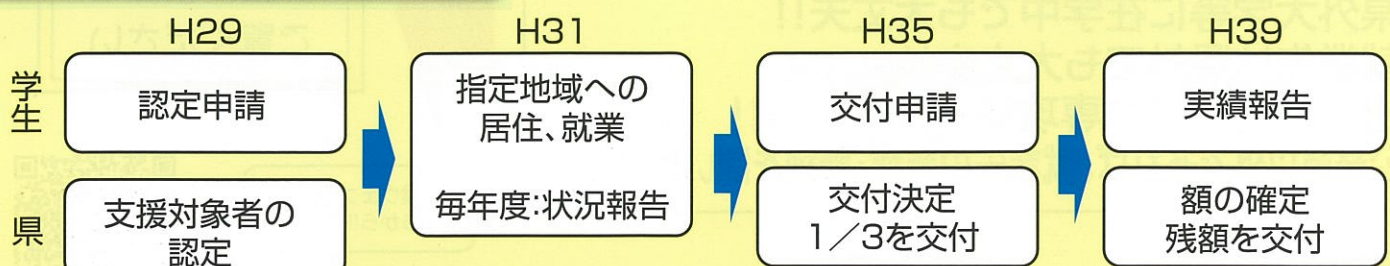 H29
H31
H35
H39
学生
認定申請
指定地域への
居住、就業
毎年度:状況報告
交付申請
実績報告
県
支援対象者の
認定
交付決定
1/3を交付
額の確定
残額を交付